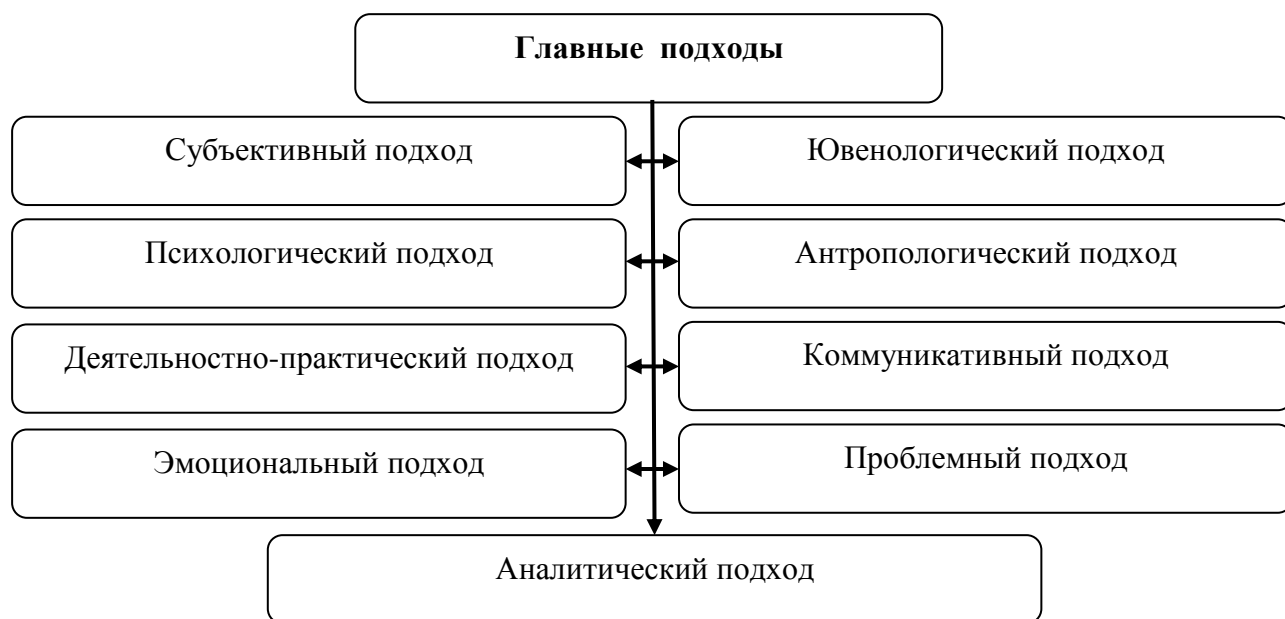 Главные подходы
Субъективный подход
Ювенологический подход
Психологический подход
Антропологический подход
Деятельностно-практический подход
Коммуникативный подход
Эмоциональный подход
Проблемный подход
Аналитический подход